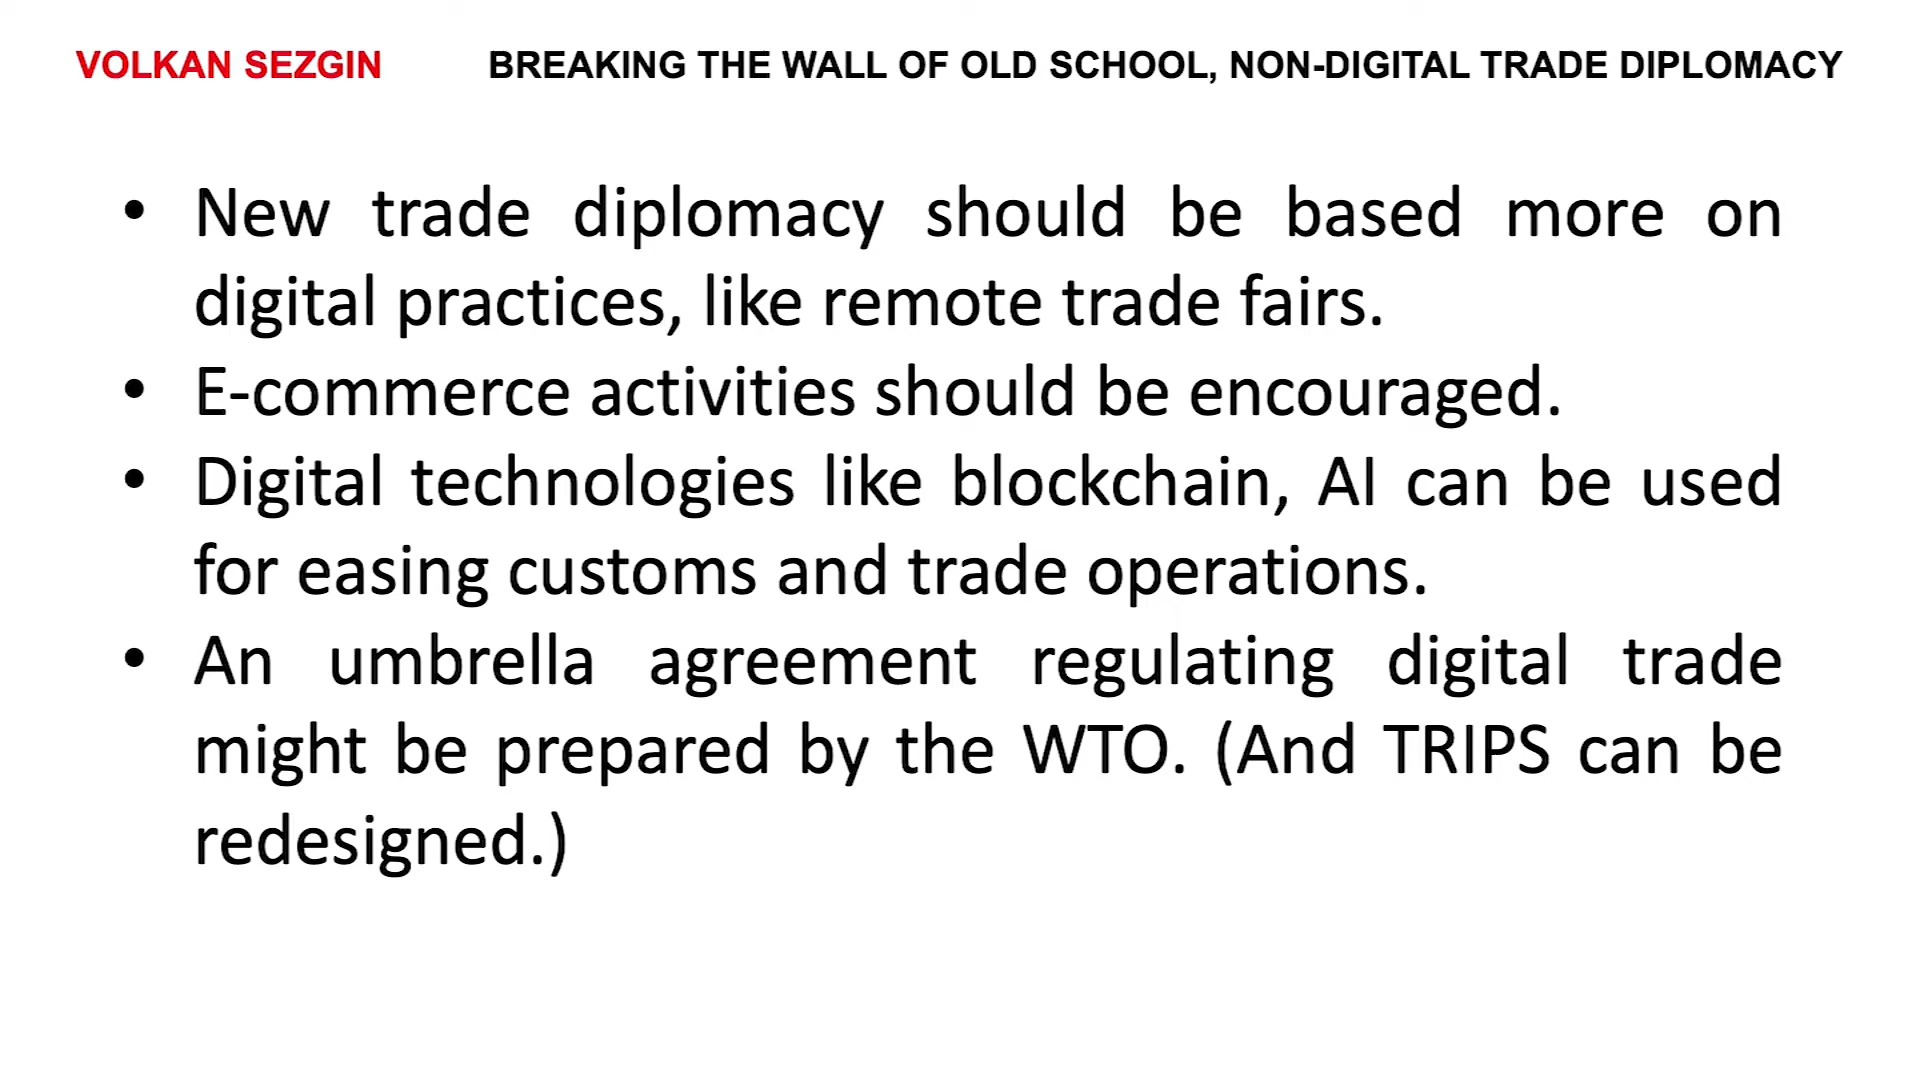 VOLKAN SEZGIN BREAKING THE WALL OF OLD SCHOOL, NON-DIGITAL TRADE DIPLOMACY
• New trade diplomacy should be based more on
digital practices, like remote trade fairs.
• E-commerce activities should be encouraged.
• Digital technologies like blockchain, AI can be used
for easing customs and trade operations.
• An umbrella agreement regulating digital trade
might be prepared by the WTO. (And TRIPS can be
redesigned.)